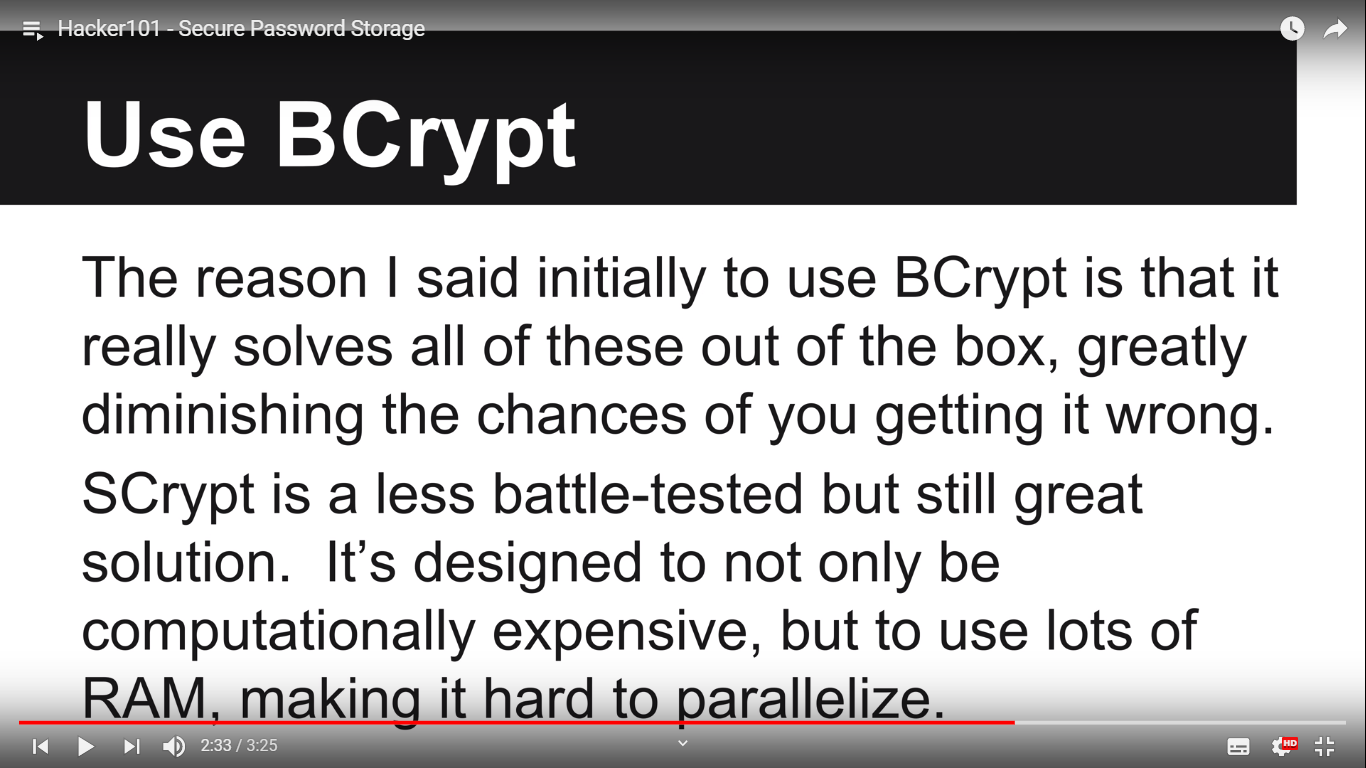 Hacker101 - Secure Password Storage
Use BCrypt
The reason I said initially to use BCrypt is that it
really solves all of these out of the box, greatly
diminishing the chances of you getting it wrong.
SCrypt is a less battle-tested but still great
solution.  It’s designed to not only be
computationally expensive, but to use lots of
RAM, making it hard to parallelize.
2:33 / 3:25
HD